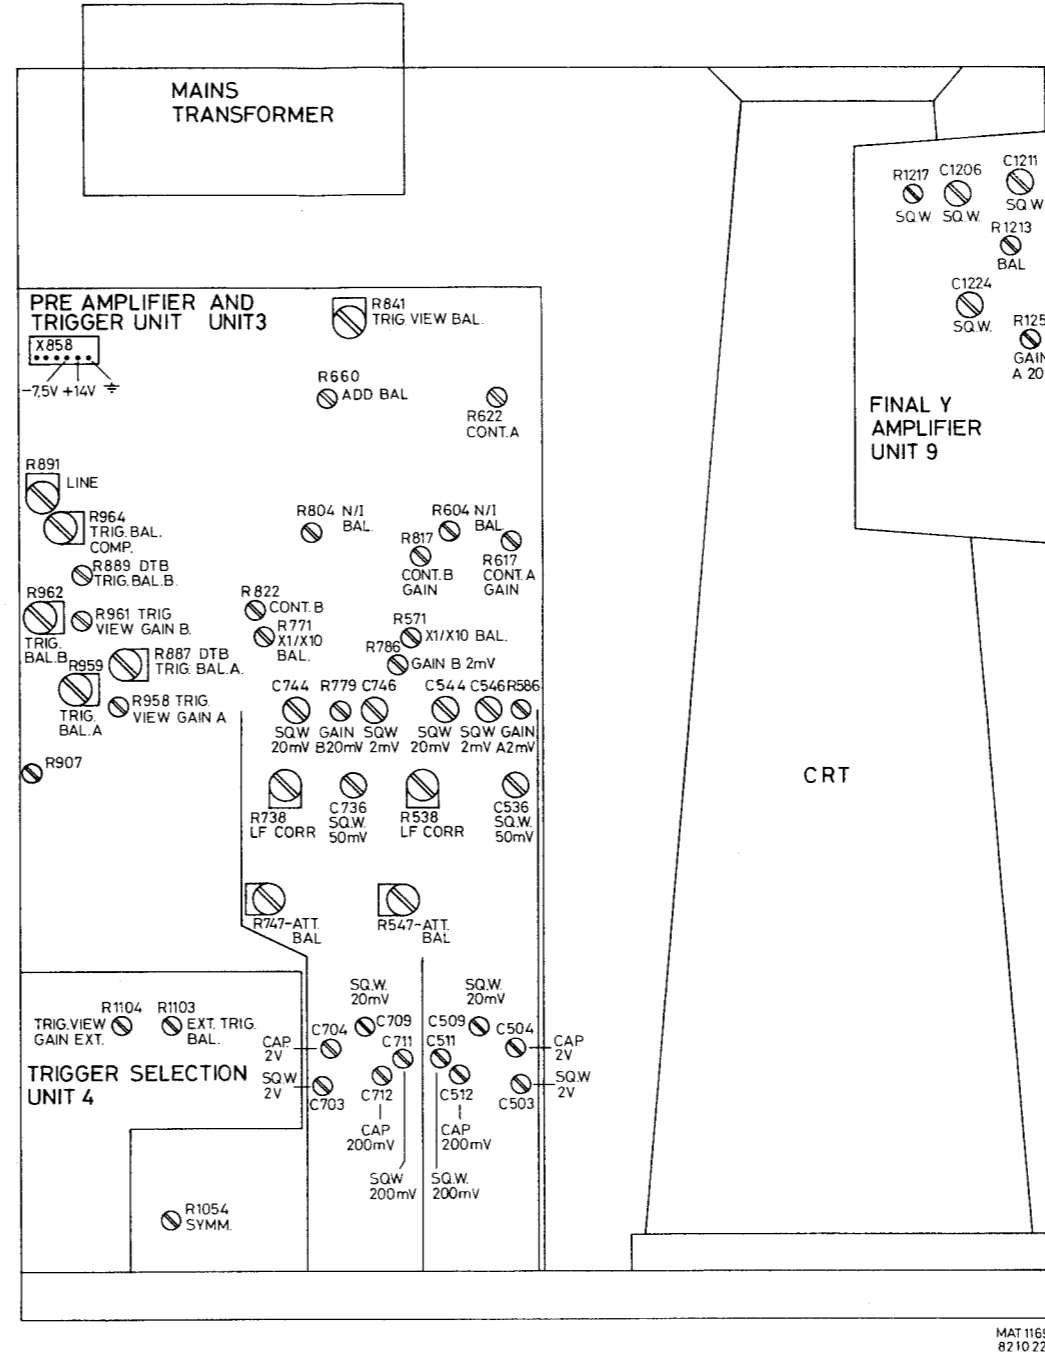 MAINS
TRANSFORMER
R1217
C1206
C1211
SQ.W.
SQ.W.
SQ.W
R1213
BAL
C1224
SQ.W.
GAIN
A 20
FINAL Y
AMPLIFIER
UNIT 9
PRE AMPLIFIER AND
TRIGGER UNIT UNIT3
X858
-7,5V +14V
R841
TRIG.VIEW BAL.
R660
ADD BAL
R622
CONT.A
R891
LINE
R964
TRIG.BAL.
COMP.
R889 DTB
TRIG.BAL.B.
R962
TRIG.
BAL.B
R961 TRIG
VIEW GAIN B.
R887 DTB
TRIG. BAL.A.
R959
TRIG.
BAL.A
R958 TRIG.
VIEW GAIN A
R907
R804 N/I
BAL.
R604 N/I
BAL.
R817
CONT.B
GAIN
R617
CONT.A
GAIN
R822
CONT.B
R771
X1/X10
BAL.
R571
X1/X10 BAL.
R786
GAIN B 2mV
C744
SQW
20mV
R779
GAIN
B20mV
C746
SQW
2mV
C544
SQW
20mV
C546
SQW
2mV
R586
GAIN
A2mV
R738
LF CORR
C736
SQ.W.
50mV
R538
LF CORR
C536
SQ.W.
50mV
CRT
R747-ATT.
BAL
R547-ATT.
BAL
R1104
TRIG.VIEW
GAIN EXT.
R1103
EXT. TRIG.
BAL.
TRIGGER SELECTION
UNIT 4
SQ.W.
20mV
SQ.W.
20mV
C704
C709
C509
C504
CAP.
2V
C711
C511
CAP
2V
SQ.W
2V
C703
C712
C512
C503
SQ.W
2V
CAP
200mV
CAP
200mV
SQW
200mV
SQ.W.
200mV
R1054
SYMM.